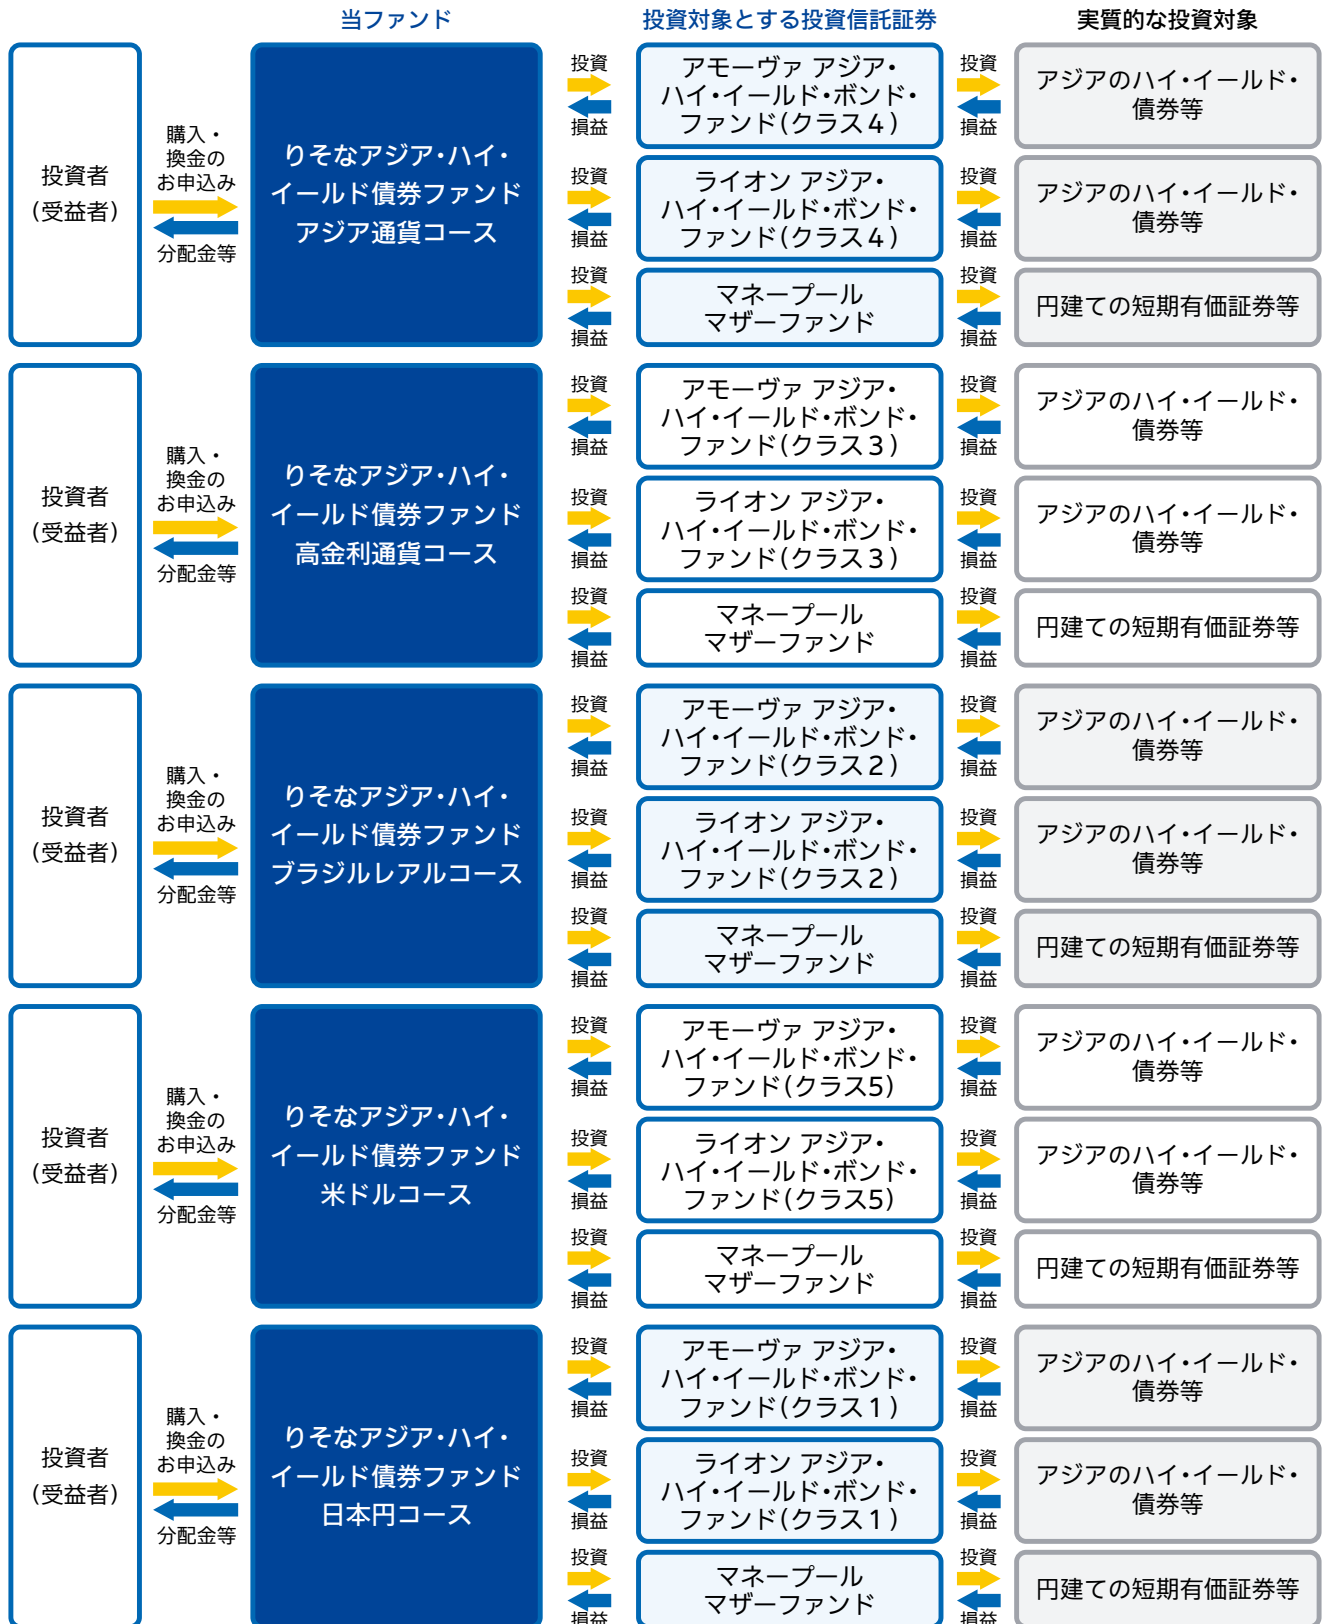 当ファンド
投資対象とする投資信託証券
実質的な投資対象
投資者
(受益者)
購入・
換金の
お申込み
分配金等
りそなアジア・ハイ・
イールド債券ファンド
アジア通貨コース
投資
損益
アモーヴァ アジア・
ハイ・イールド・ボンド・
ファンド(クラス4)
投資
損益
アジアのハイ・イールド・
債券等
投資
損益
ライオン アジア・
ハイ・イールド・ボンド・
ファンド(クラス4)
投資
損益
アジアのハイ・イールド・
債券等
投資
損益
マネープール
マザーファンド
投資
損益
円建ての短期有価証券等
投資者
(受益者)
購入・
換金の
お申込み
分配金等
りそなアジア・ハイ・
イールド債券ファンド
高金利通貨コース
投資
損益
アモーヴァ アジア・
ハイ・イールド・ボンド・
ファンド(クラス3)
投資
損益
アジアのハイ・イールド・
債券等
投資
損益
ライオン アジア・
ハイ・イールド・ボンド・
ファンド(クラス3)
投資
損益
アジアのハイ・イールド・
債券等
投資
損益
マネープール
マザーファンド
投資
損益
円建ての短期有価証券等
投資者
(受益者)
購入・
換金の
お申込み
分配金等
りそなアジア・ハイ・
イールド債券ファンド
ブラジルレアルコース
投資
損益
アモーヴァ アジア・
ハイ・イールド・ボンド・
ファンド(クラス2)
投資
損益
アジアのハイ・イールド・
債券等
投資
損益
ライオン アジア・
ハイ・イールド・ボンド・
ファンド(クラス2)
投資
損益
アジアのハイ・イールド・
債券等
投資
損益
マネープール
マザーファンド
投資
損益
円建ての短期有価証券等
投資者
(受益者)
購入・
換金の
お申込み
分配金等
りそなアジア・ハイ・
イールド債券ファンド
米ドルコース
投資
損益
アモーヴァ アジア・
ハイ・イールド・ボンド・
ファンド(クラス5)
投資
損益
アジアのハイ・イールド・
債券等
投資
損益
ライオン アジア・
ハイ・イールド・ボンド・
ファンド(クラス5)
投資
損益
アジアのハイ・イールド・
債券等
投資
損益
マネープール
マザーファンド
投資
損益
円建ての短期有価証券等
投資者
(受益者)
購入・
換金の
お申込み
分配金等
りそなアジア・ハイ・
イールド債券ファンド
日本円コース
投資
損益
アモーヴァ アジア・
ハイ・イールド・ボンド・
ファンド(クラス1)
投資
損益
アジアのハイ・イールド・
債券等
投資
損益
ライオン アジア・
ハイ・イールド・ボンド・
ファンド(クラス1)
投資
損益
アジアのハイ・イールド・
債券等
投資
損益
マネープール
マザーファンド
投資
損益
円建ての短期有価証券等